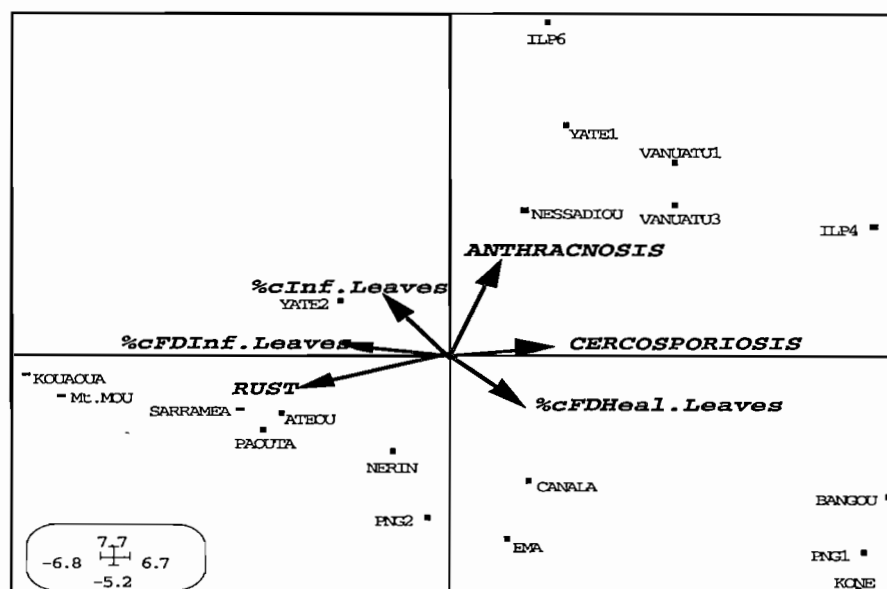 ILP6
YATE1
VANUATU1
NESSADIOU
VANUATU3
ILP4
ANTHRACNOSIS
%cInf.Leaves
YATE2
%cFDInf.Leaves
CERCOSPORIOSIS
KOUAOUA
RUST
Mt.MOU
%cFDHeal.Leaves
SARRAMEA
ATEOU
PAOUTA
NERIN
CANALA
BANGOU
PNG2
EMA
PNG1
KONE
7.7
-6.8 6.7
-5.2